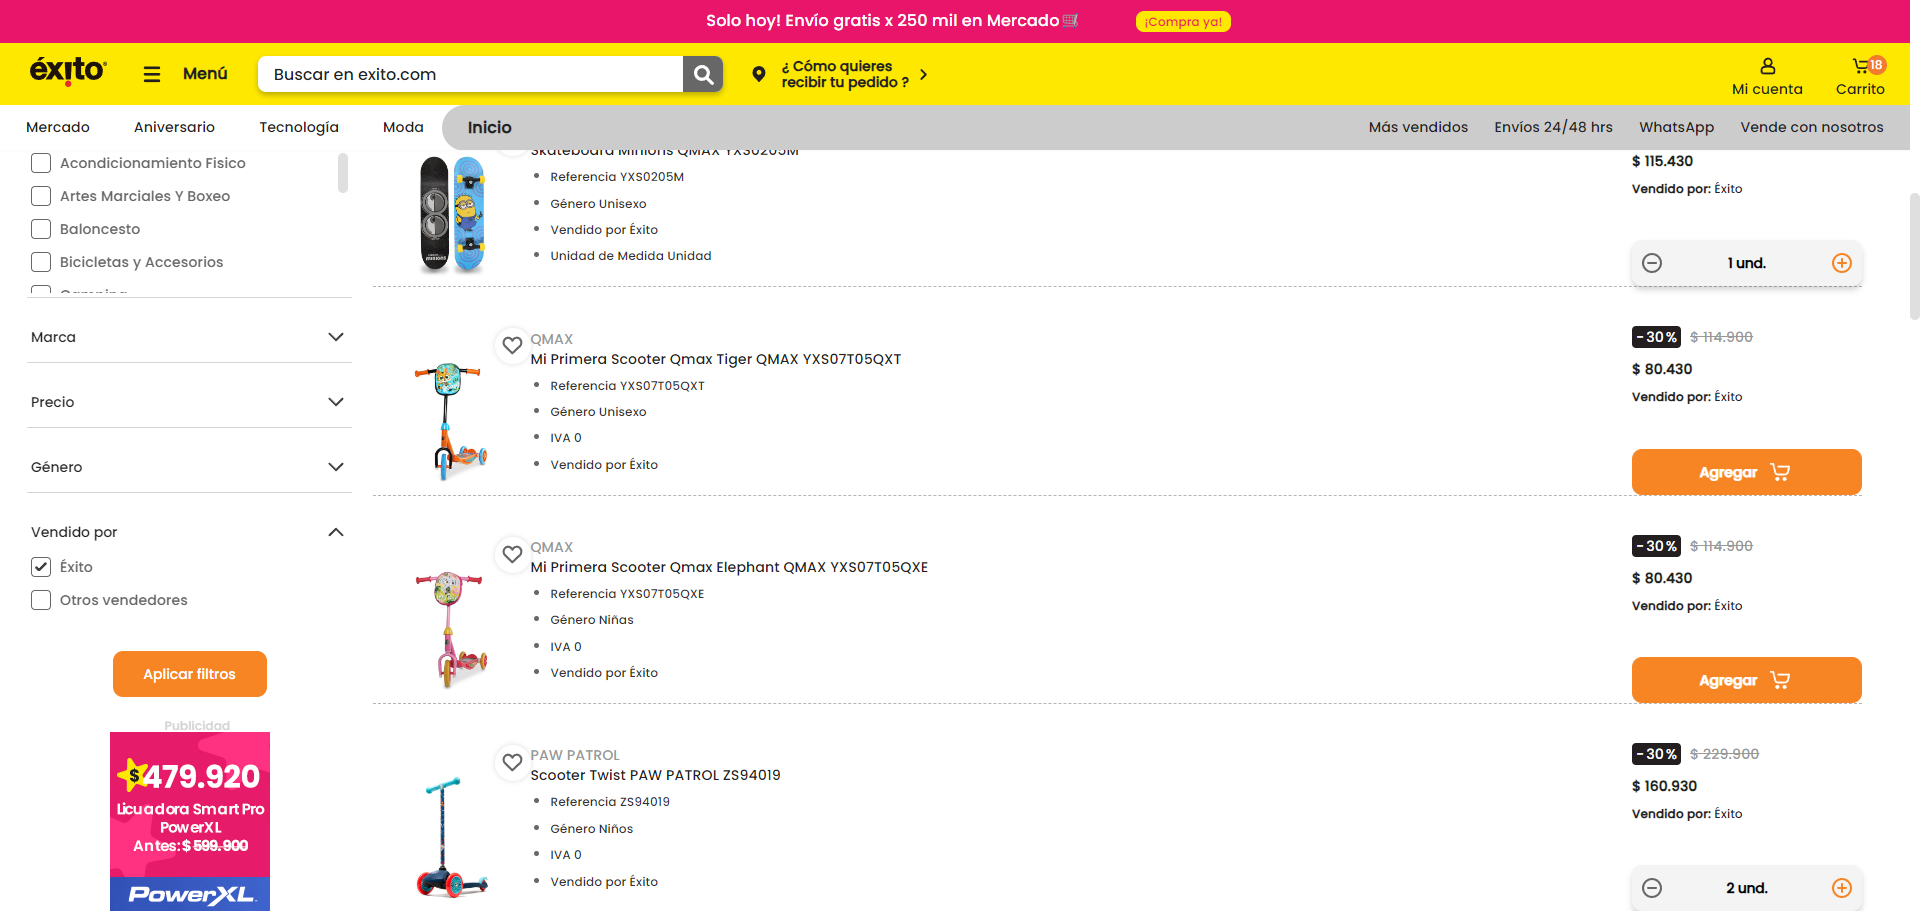 Solo hoy! Envío gratis x 250 mil en Mercado
¡Compra ya!
éxito
Menú
Buscar en exito.com
¿ Cómo quieres
recibir tu pedido ?
Mi cuenta
18
Carrito
Mercado
Aniversario
Tecnología
Moda
Inicio
Más vendidos
Envíos 24/48 hrs
WhatsApp
Vende con nosotros
Acondicionamiento Fisico
Artes Marciales Y Boxeo
Baloncesto
Bicicletas y Accesorios
Camping
Marca
Precio
Género
Vendido por
Éxito
Otros vendedores
Aplicar filtros
Publicidad
$479.920
Licuadora Smart Pro
PowerXL
Antes: $ 599.900
PowerXL
Skateboard Minions QMAX YXS0205M
Referencia YXS0205M
Género Unisexo
Vendido por Éxito
Unidad de Medida Unidad
$ 115.430
Vendido por: Éxito
1 und.
QMAX
Mi Primera Scooter Qmax Tiger QMAX YXS07T05QXT
Referencia YXS07T05QXT
Género Unisexo
IVA 0
Vendido por Éxito
-30% $ 114.900
$ 80.430
Vendido por: Éxito
Agregar
QMAX
Mi Primera Scooter Qmax Elephant QMAX YXS07T05QXE
Referencia YXS07T05QXE
Género Niñas
IVA 0
Vendido por Éxito
-30% $ 114.900
$ 80.430
Vendido por: Éxito
Agregar
PAW PATROL
Scooter Twist PAW PATROL ZS94019
Referencia ZS94019
Género Niños
IVA 0
Vendido por Éxito
-30% $ 229.900
$ 160.930
Vendido por: Éxito
2 und.